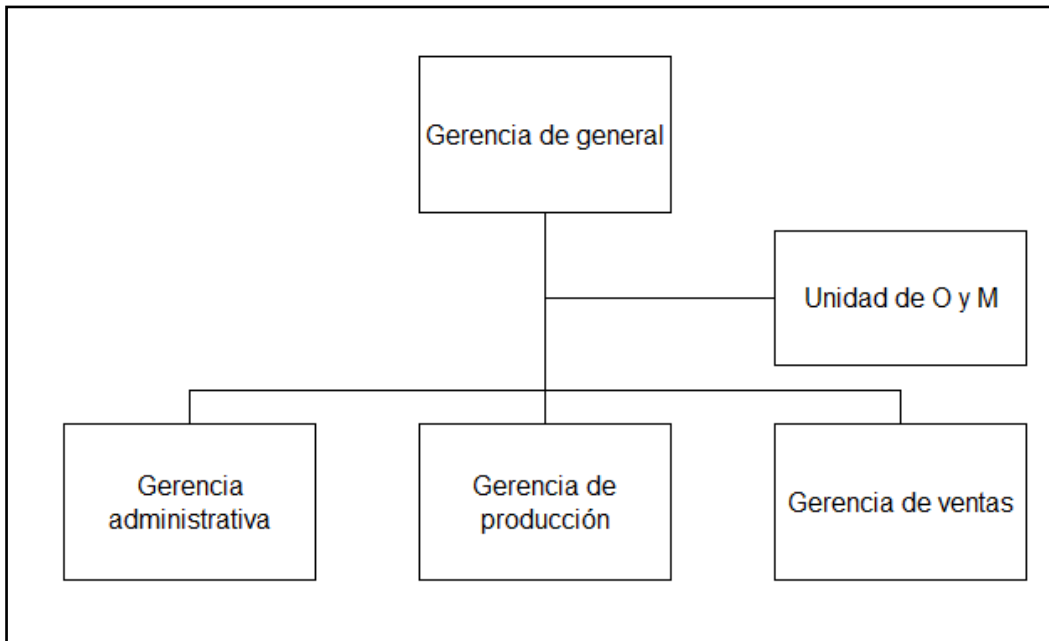 Gerencia de general
Unidad de O y M
Gerencia
administrativa
Gerencia de
producción
Gerencia de ventas